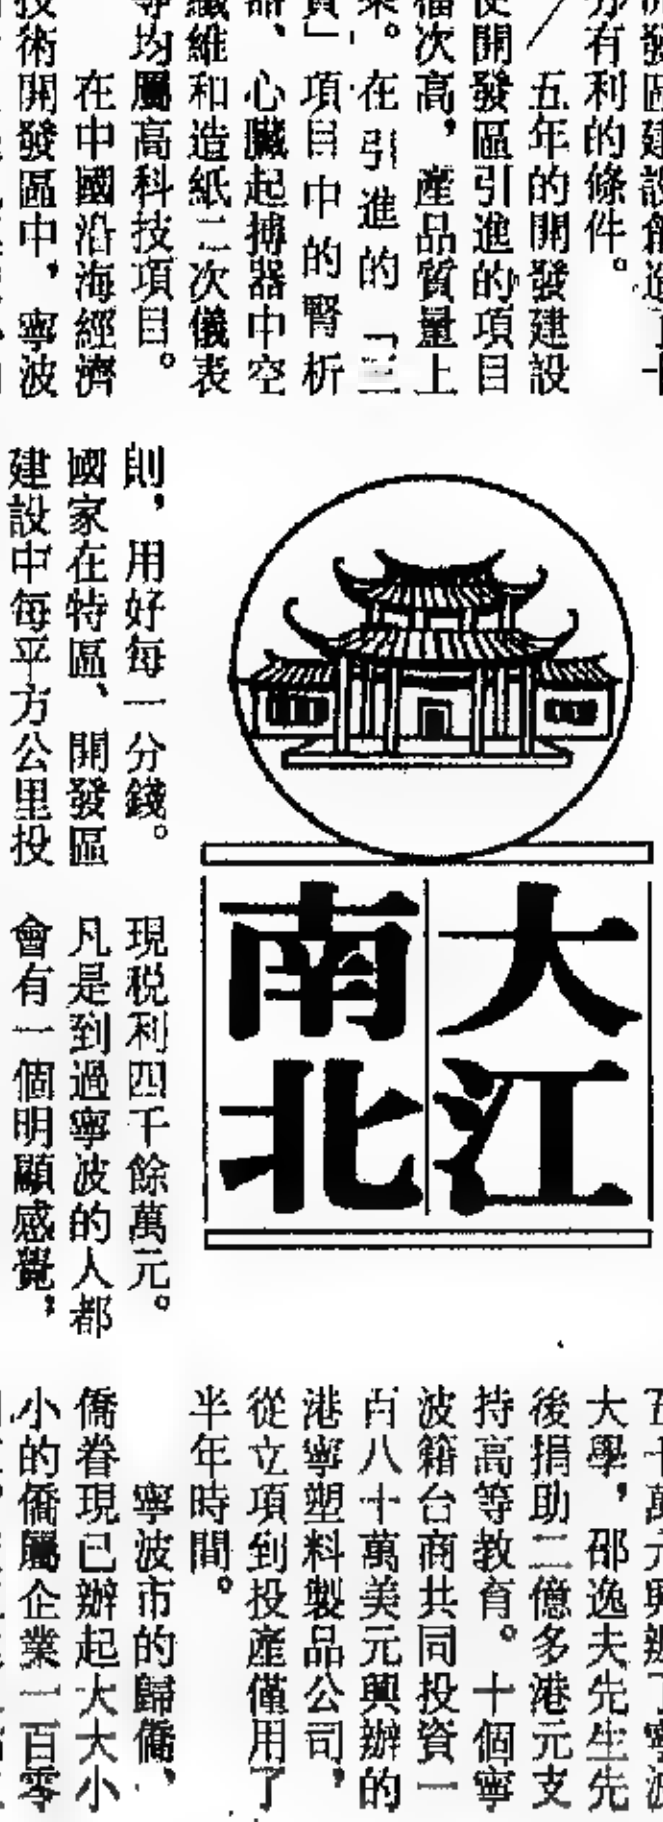 分有利的條件。
五年的開發建設
使開發區引進的項目
檔次高，產品質量上
乘。在引進的「三
資」項目中的腎析
器、心臟起搏器中空
纖維和造紙二次儀表
等均屬高科技項目。
在中國沿海經濟
技術開發區中，寧波
則，用好每一分錢。
國家在特區、開發區
建設中每平方公里投
大江
南北
現稅利四千餘萬元。
凡是到過寧波的人都
會有一個明顯感覺，
大學，邵逸夫先生先
後捐助二億多港元支
持高等教育。十個寧
波籍台商共同投資一
百八十萬美元興辦的
港寧塑料製品公司，
從立項到投產僅用了
半年時間。
寧波市的歸僑、
僑眷現已辦起大大小
小的僑屬企業一百零